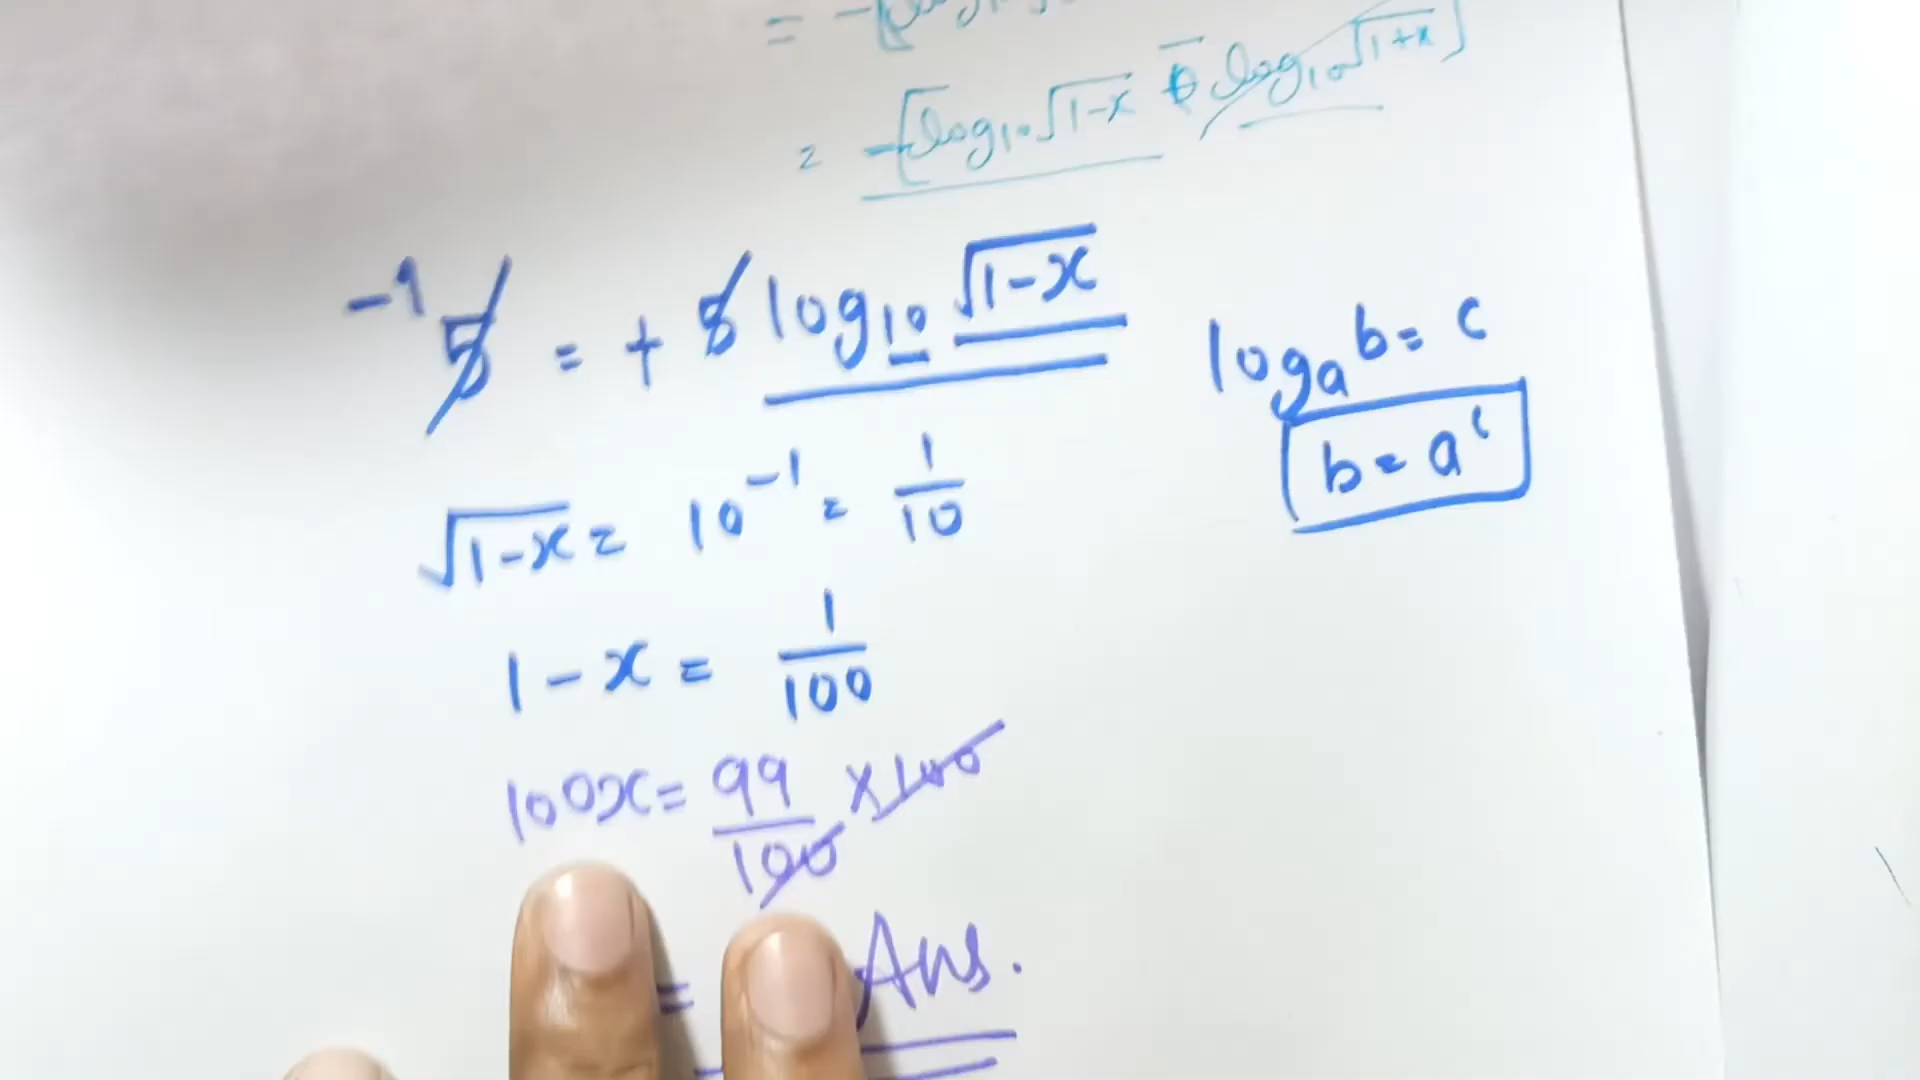 = -[log₁₀√1-x - log₁₀√1+x]
-1 5 = + 5 log₁₀ √1-x
logₐ b = c
b = aᶜ
√1-x = 10⁻¹ = 1/10
1 - x = 1/100
100x = 99/100 × 100
= Ans.